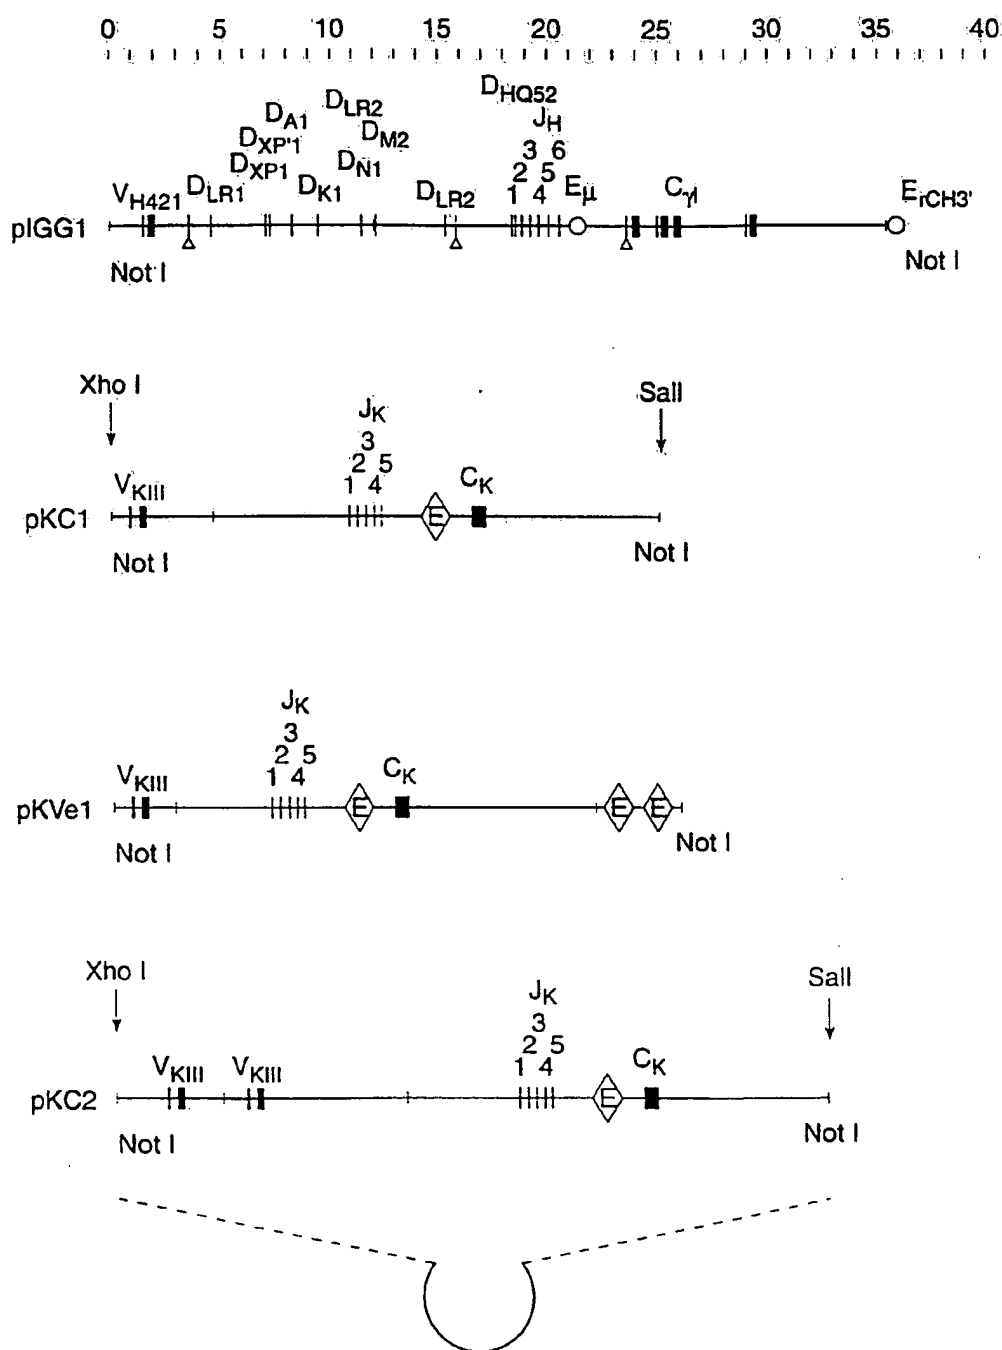 0 5 10 15 20 25 30 35 40
DHQ52
DLR2
DA1
JH
DM2
DXP'1
3 6
DXP1
DN1
2 5
VH421 DLR1 DK1 DLR2 1 4 Eμ CγI ErCH3'
pIGG1
Not I Not I
Xho I SalI
JK
3
2 5
1 4
VKIII CK
pKC1 E
Not I Not I
JK
3
2 5
1 4
VKIII CK
pKVe1 E E E
Not I Not I
Xho I SalI
JK
3
2 5
1 4
VKIII VKIII CK
pKC2 E
Not I Not I